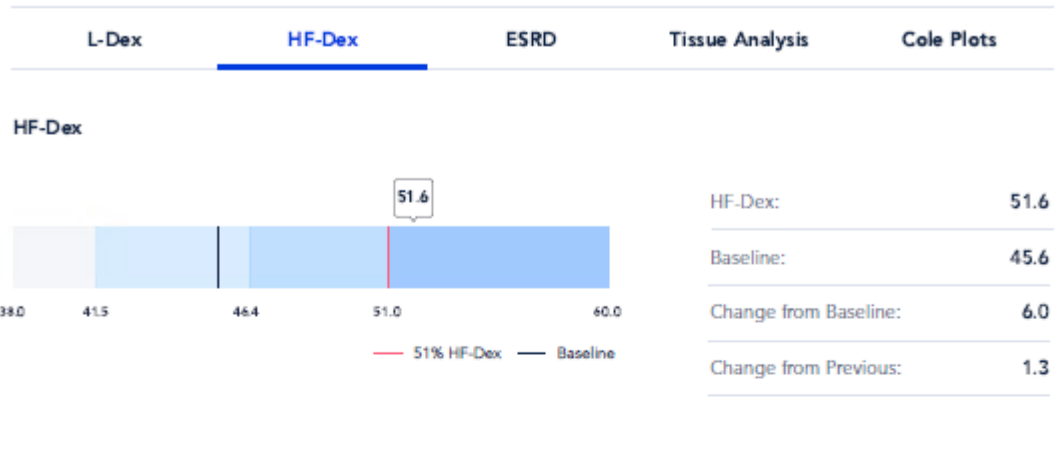 L-Dex HF-Dex ESRD Tissue Analysis Cole Plots
HF-Dex
51.6
38.0 41.5 46.4 51.0 60.0
51% HF-Dex Baseline
HF-Dex: 51.6
Baseline: 45.6
Change from Baseline: 6.0
Change from Previous: 1.3